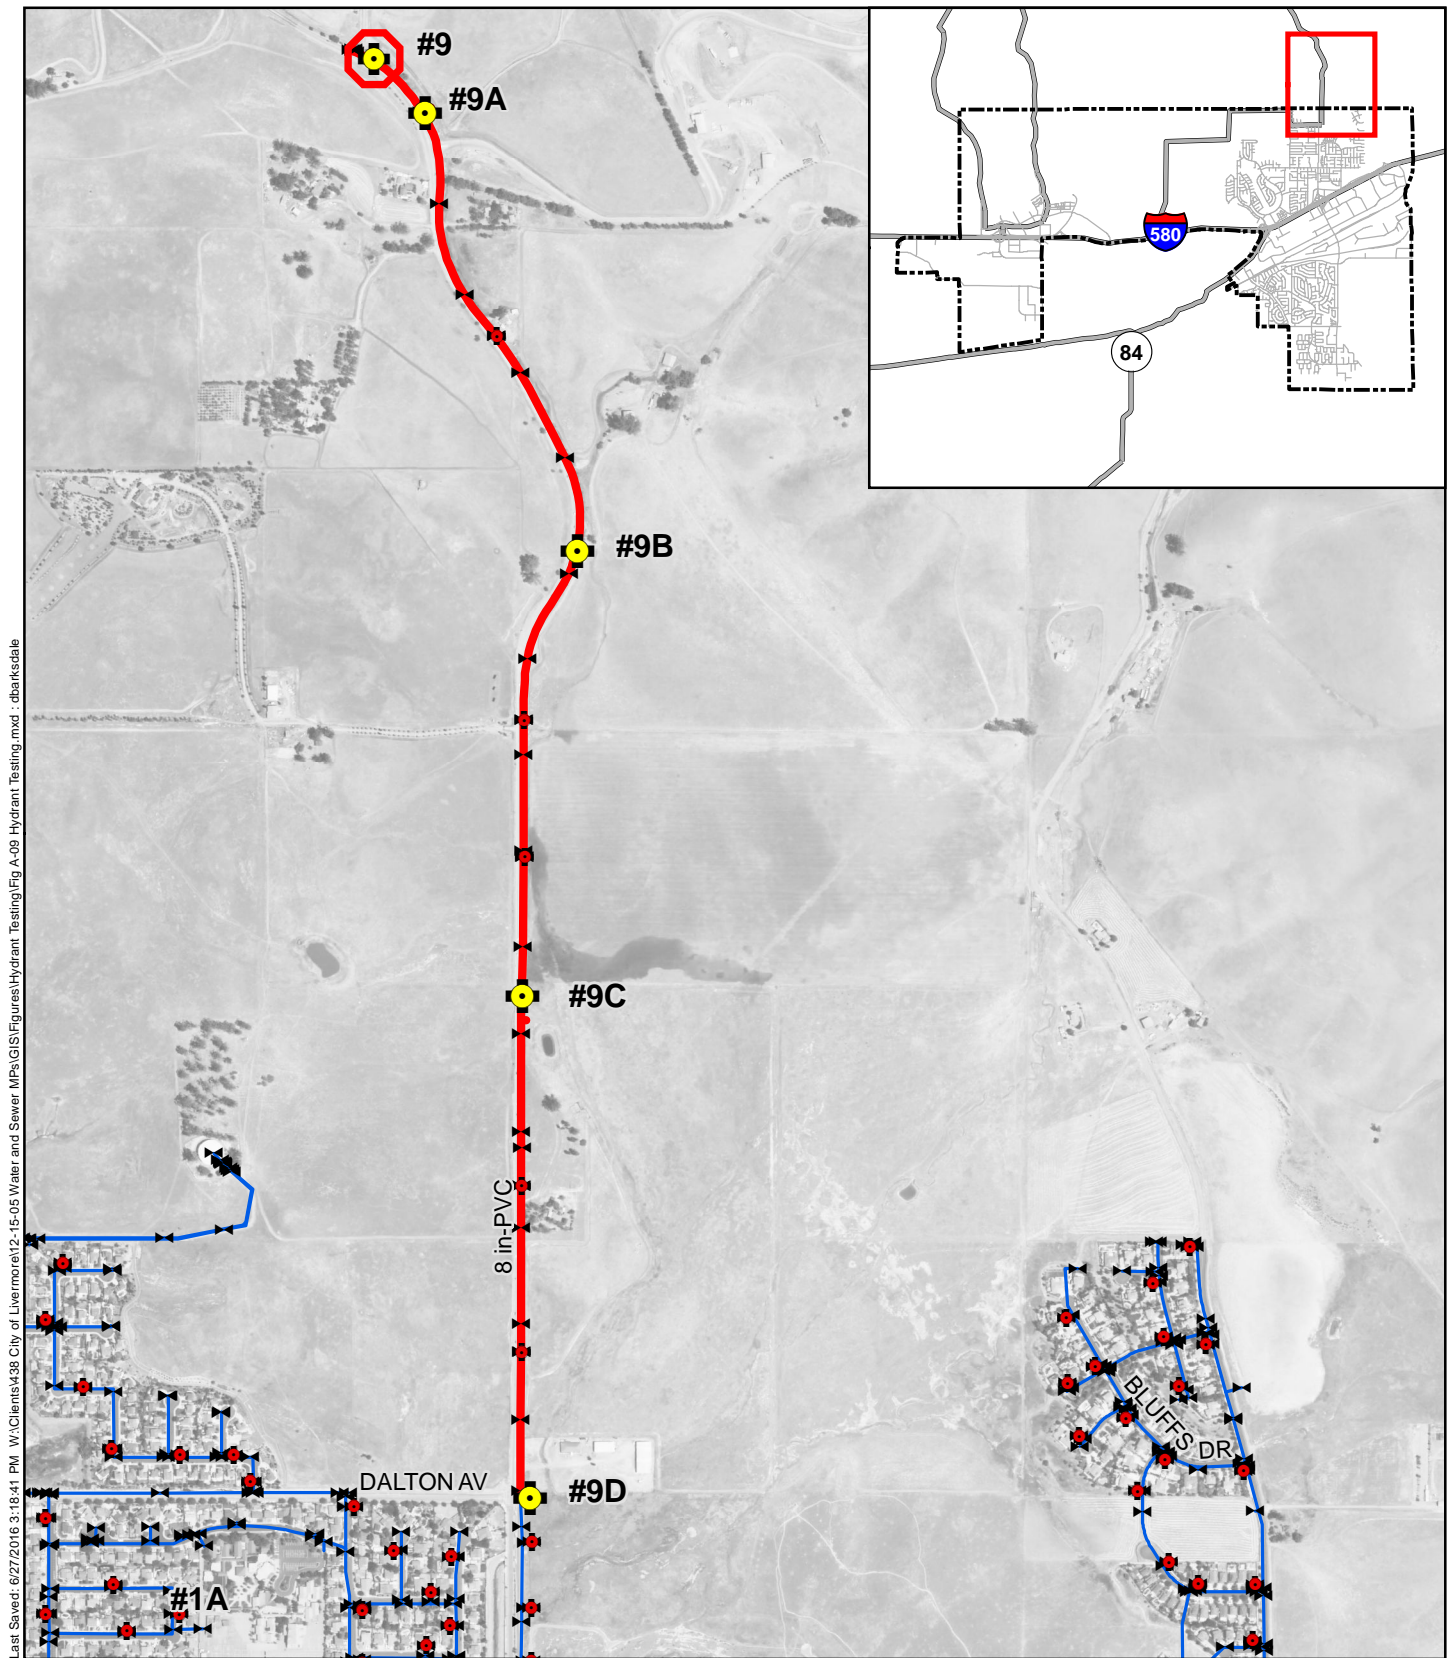 #9
#9A
580
84
#9B
#9C
8 in-PVC
BLUFFS DR
DALTON AV
#9D
#1A
Last Saved: 6/27/2016 3:18:41 PM W:\Clients\438 City of Livermore\12-15-05 Water and Sewer MPs\GIS\Figures\Hydrant Testing\Fig A-09 Hydrant Testing.mxd : dbarksdale